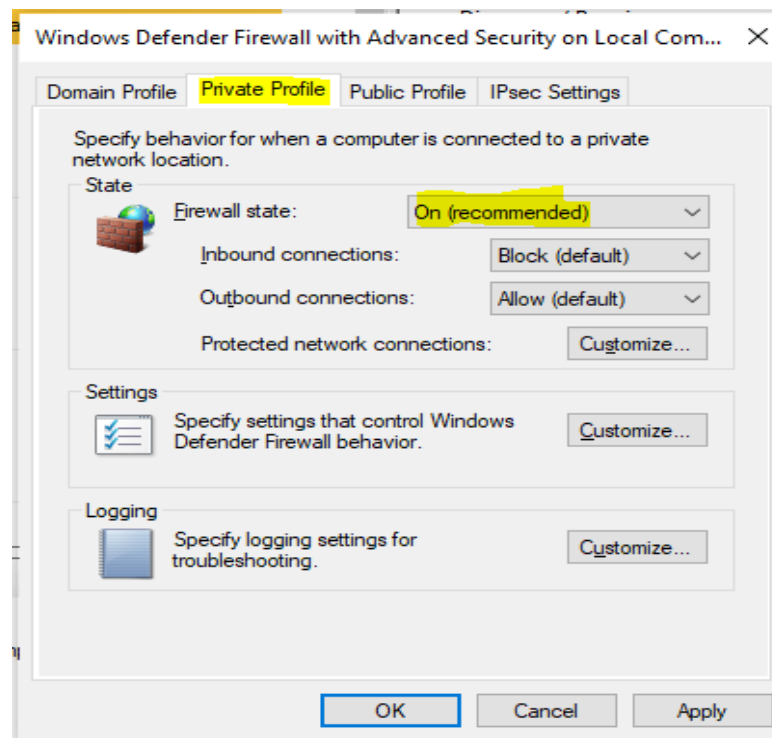 Windows Defender Firewall with Advanced Security on Local Com...
Domain Profile Private Profile Public Profile IPsec Settings
Specify behavior for when a computer is connected to a private
network location.
State
Firewall state: On (recommended)
Inbound connections: Block (default)
Outbound connections: Allow (default)
Protected network connections: Customize...
Settings
Specify settings that control Windows
Defender Firewall behavior.
Customize...
Logging
Specify logging settings for
troubleshooting.
Customize...
OK Cancel Apply